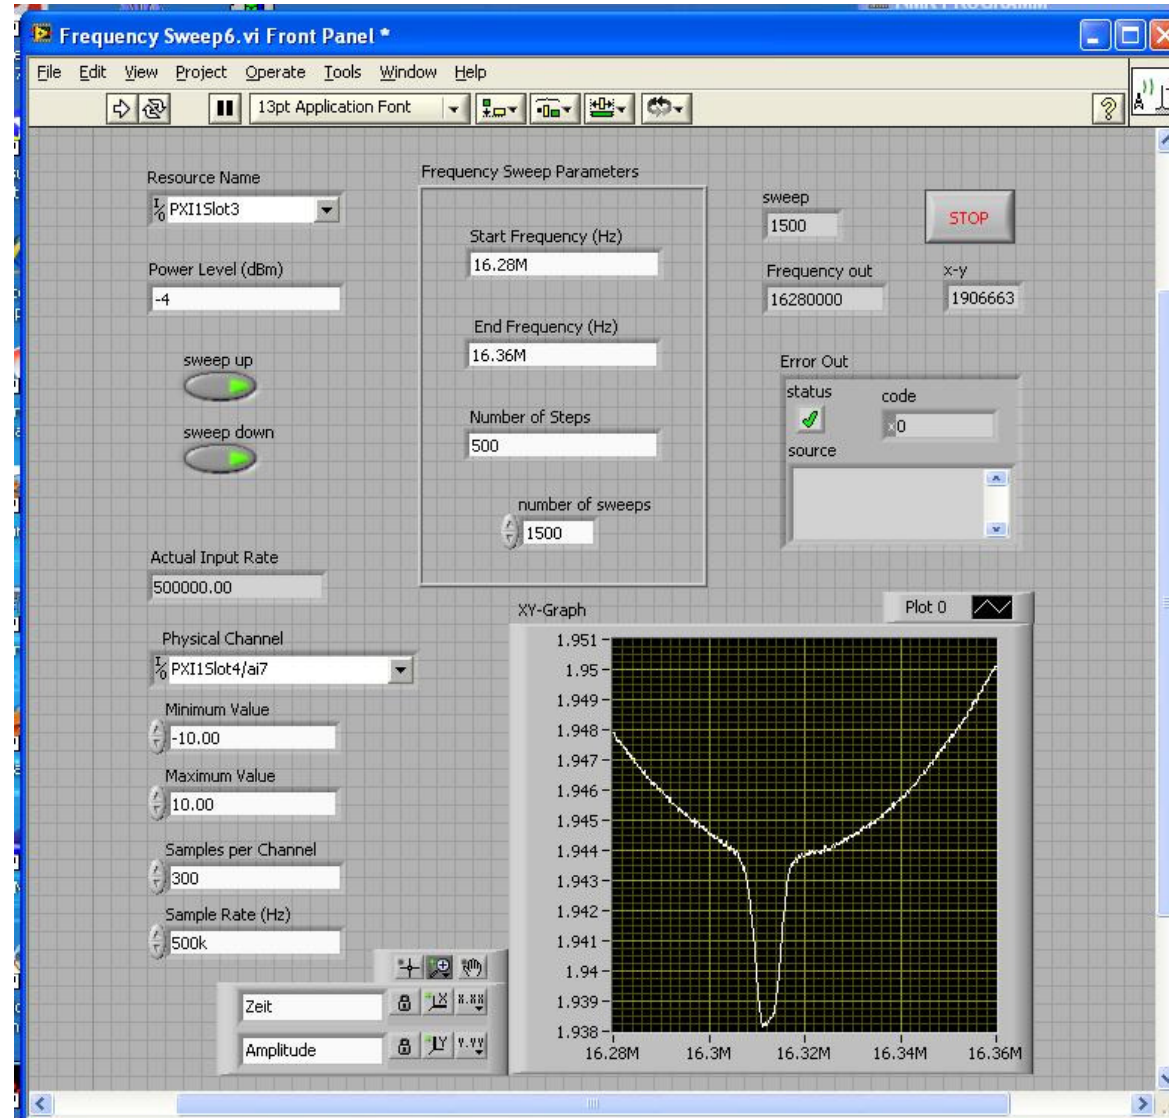 Frequency Sweep6.vi Front Panel *
File Edit View Project Operate Tools Window Help
13pt Application Font
Resource Name
PXI1Slot3
Power Level (dBm)
-4
sweep up
sweep down
Actual Input Rate
500000.00
Physical Channel
PXI1Slot4/ai7
Minimum Value
-10.00
Maximum Value
10.00
Samples per Channel
300
Sample Rate (Hz)
500k
Zeit
Amplitude
Frequency Sweep Parameters
Start Frequency (Hz)
16.28M
End Frequency (Hz)
16.36M
Number of Steps
500
number of sweeps
1500
sweep
1500
STOP
Frequency out
16280000
x-y
1906663
Error Out
status
code
x0
source
XY-Graph
Plot 0
1.951
1.95
1.949
1.948
1.947
1.946
1.945
1.944
1.943
1.942
1.941
1.94
1.939
1.938
16.28M 16.3M 16.32M 16.34M 16.36M